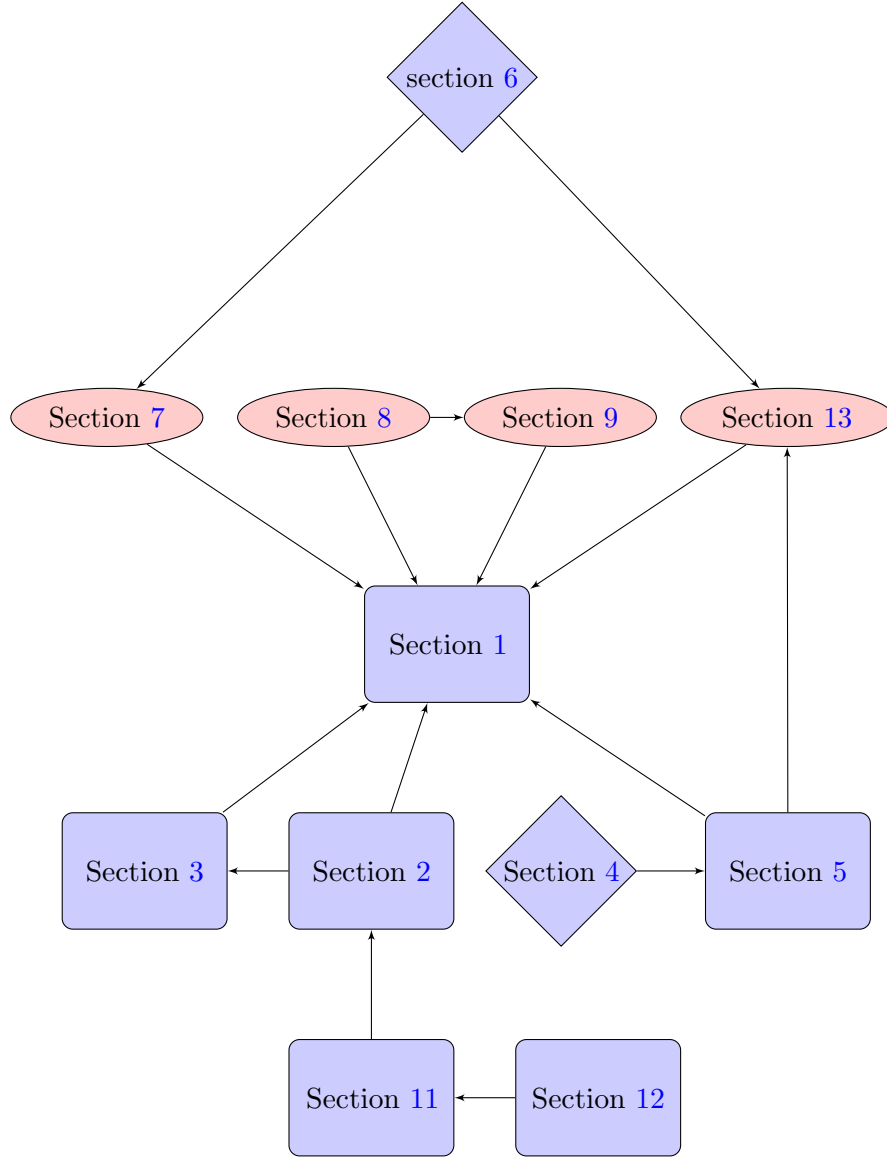 section 6
Section 7
Section 8
Section 9
Section 13
Section 1
Section 3
Section 2
Section 4
Section 5
Section 11
Section 12